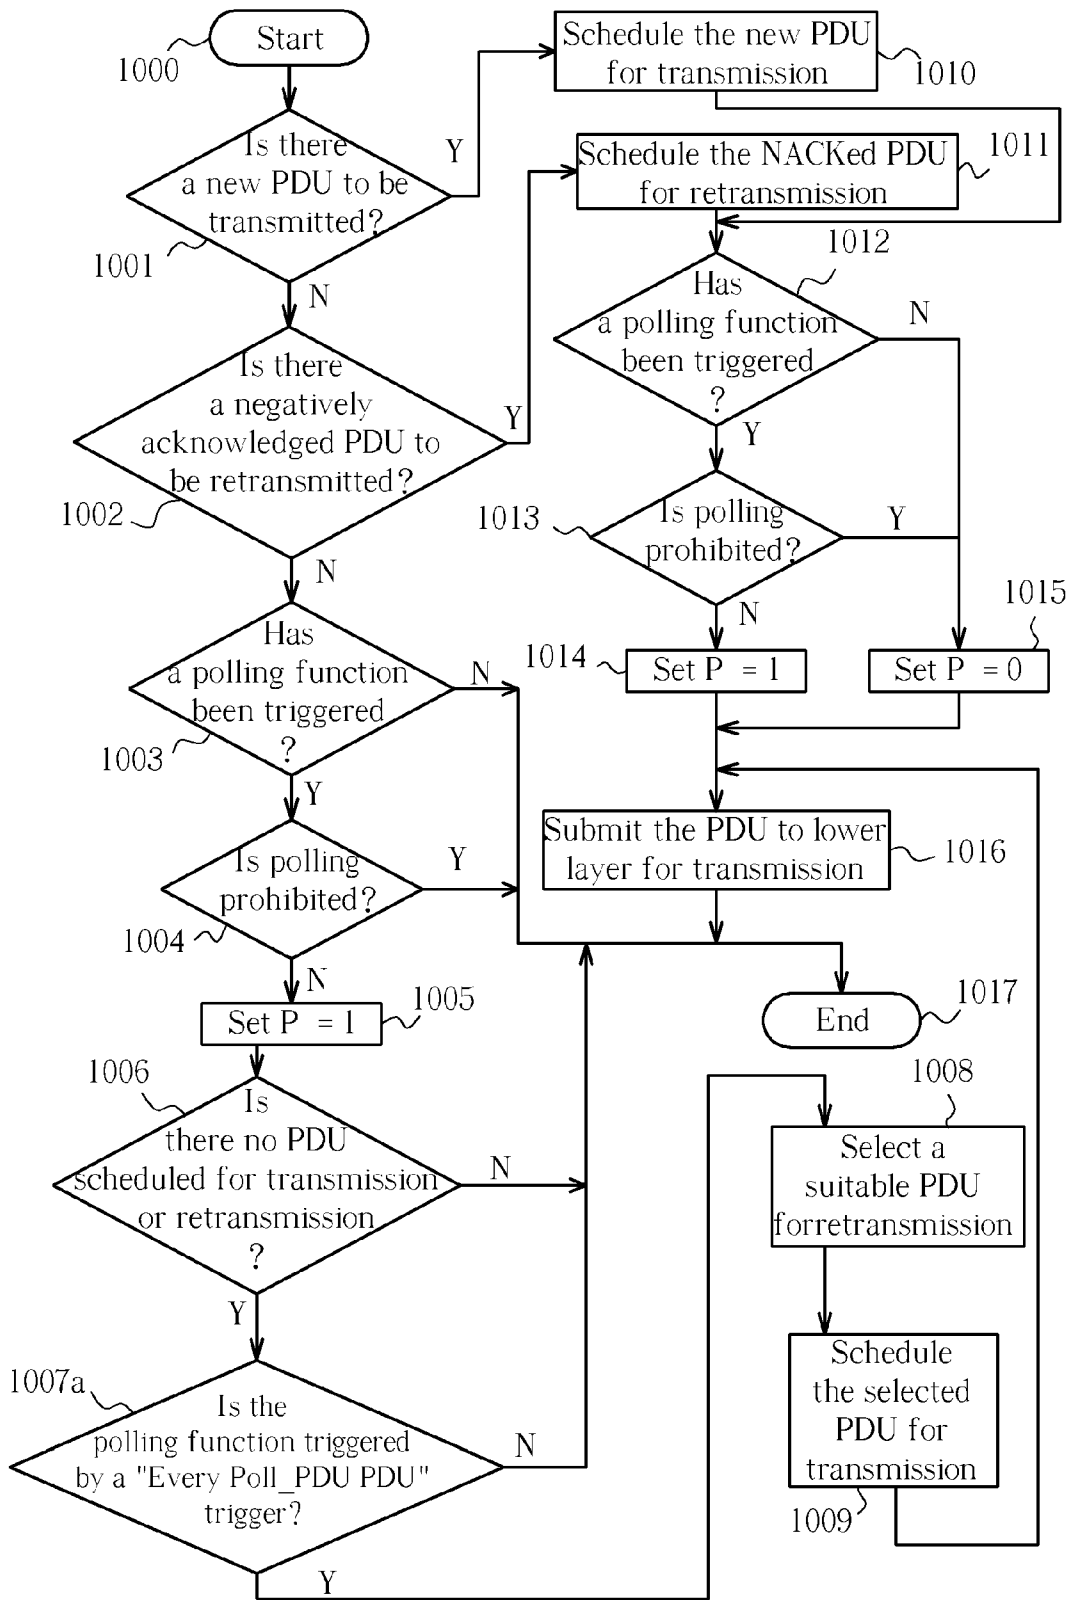 Start
1000
Is there
a new PDU to be
transmitted?
1001
Y
N
Is there
a negatively
acknowledged PDU to
be retransmitted?
1002
Y
N
Has
a polling function
been triggered
?
1003
N
Y
Is polling
prohibited?
1004
Y
N
Set P = 1
1005
1006
Is
there no PDU
scheduled for transmission
or retransmission
?
N
Y
1007a
Is the
polling function triggered
by a "Every Poll_PDU PDU"
trigger?
N
Y
Schedule the new PDU
for transmission
1010
Schedule the NACKed PDU
for retransmission
1011
1012
Has
a polling function
been triggered
?
N
Y
1013
Is polling
prohibited?
Y
N
1014
Set P = 1
1015
Set P = 0
Submit the PDU to lower
layer for transmission
1016
End
1017
1008
Select a
suitable PDU
forretransmission
Schedule
the selected
PDU for
transmission
1009